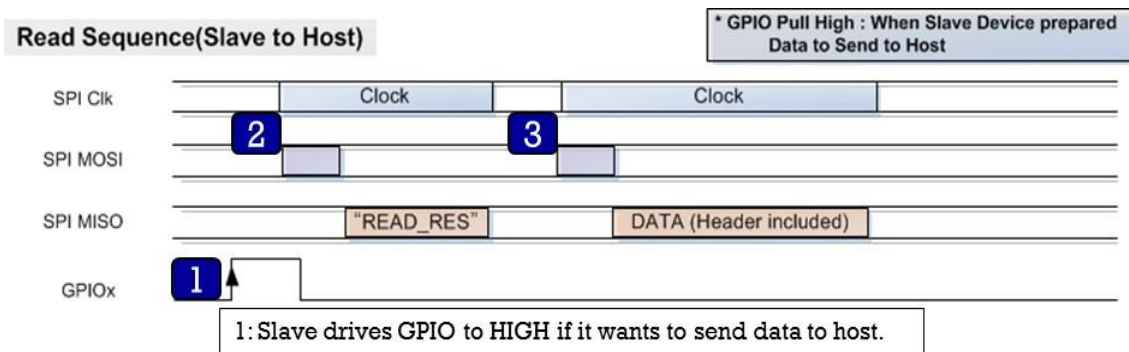 Read Sequence(Slave to Host)
* GPIO Pull High : When Slave Device prepared
Data to Send to Host
SPI Clk
Clock
Clock
2
3
SPI MOSI
SPI MISO
"READ_RES"
DATA (Header included)
1
GPIOx
1: Slave drives GPIO to HIGH if it wants to send data to host.